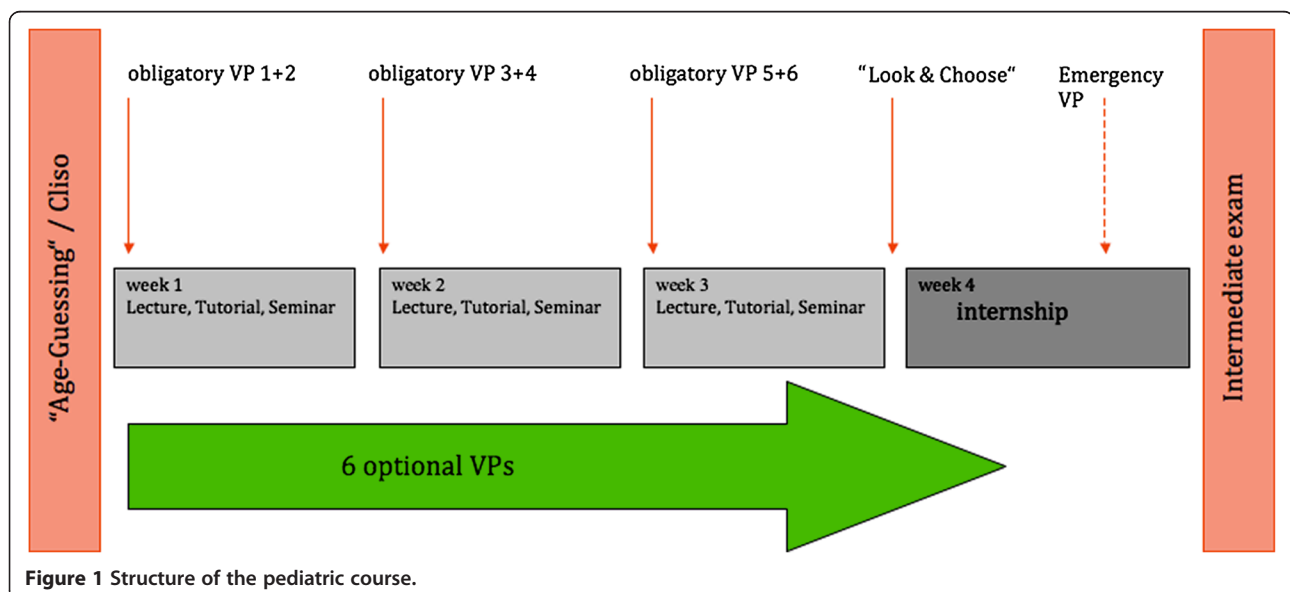 "Age-Guessing“ / Cliso
obligatory VP 1+2
obligatory VP 3+4
obligatory VP 5+6
"Look & Choose“
Emergency
VP
week 1
Lecture, Tutorial, Seminar
week 2
Lecture, Tutorial, Seminar
week 3
Lecture, Tutorial, Seminar
week 4
internship
6 optional VPs
Intermediate exam
Figure 1 Structure of the pediatric course.